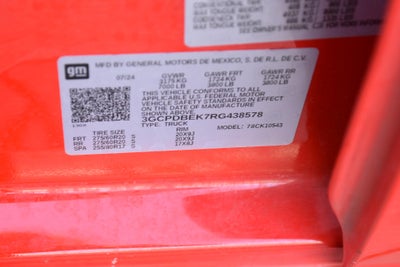 gm
MFD BY GENERAL MOTORS DE MEXICO, S. DE R.L. DE C.V.
07/24 GVWR GAWR FRT GAWR RR
3175 KG 1724 KG 1724 KG
7000 LB 3800 LB 3800 LB
THIS VEHICLE CONFORMS TO ALL
APPLICABLE U.S. FEDERAL MOTOR
VEHICLE SAFETY STANDARDS IN EFFECT
ON THE DATE OF MANUFACTURE
SHOWN ABOVE.
3GCPDBEK7RG438578
TYPE: TRUCK MODEL: 78CK10543
TIRE SIZE RIM
FRT 275/60R20 20X9J
RR 275/60R20 20X9J
SPA 255/80R17 17X8J